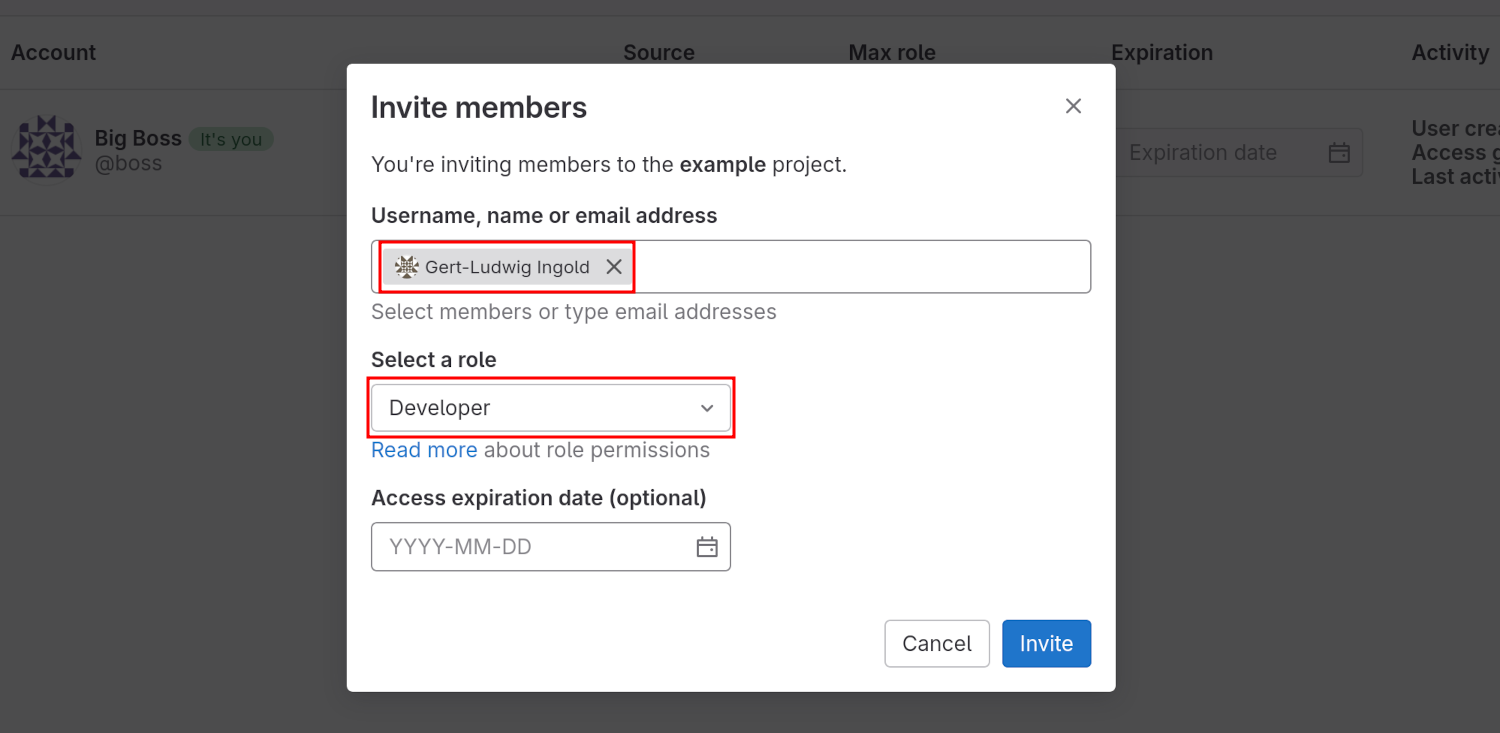 Account Source Max role Expiration Activity
Invite members
Big Boss It's you
@boss
Expiration date
User crea
Access g
Last activ
You're inviting members to the example project.
Username, name or email address
Gert-Ludwig Ingold
Select members or type email addresses
Select a role
Developer
Read more about role permissions
Access expiration date (optional)
YYYY-MM-DD
Cancel Invite